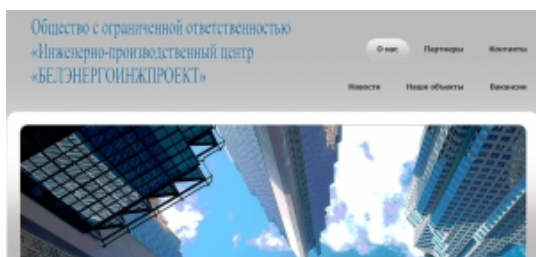 Общество с ограниченной ответственностью
«Инженерно-производственный центр
«БЕЛЭНЕРГОИНЖПРОЕКТ»
О нас Партнеры Контакты
Новости Наши объекты Вакансии